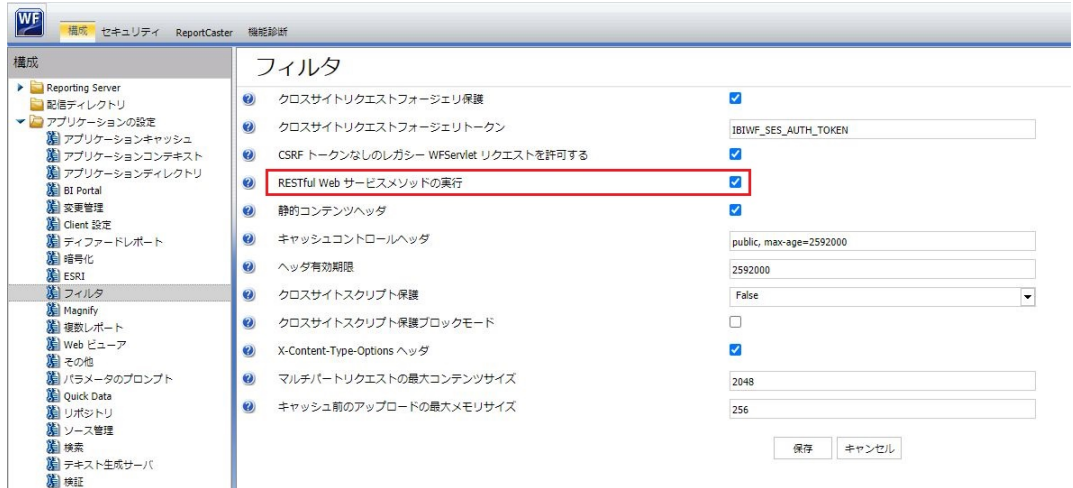 WF
構成 セキュリティ ReportCaster 機能診断
構成
Reporting Server
配信ディレクトリ
アプリケーションの設定
アプリケーションキャッシュ
アプリケーションコンテキスト
アプリケーションディレクトリ
BI Portal
変更管理
Client 設定
ディファードレポート
暗号化
ESRI
フィルタ
Magnify
複数レポート
Web ビューア
その他
パラメータのプロンプト
Quick Data
リポジトリ
ソース管理
検索
テキスト生成サーバ
検証
フィルタ
クロスサイトリクエストフォージェリ保護
クロスサイトリクエストフォージェリトークン IBIWF_SES_AUTH_TOKEN
CSRF トークンなしのレガシー WFServlet リクエストを許可する
RESTful Web サービスメソッドの実行
静的コンテンツヘッダ
キャッシュコントロールヘッダ public, max-age=2592000
ヘッダ有効期限 2592000
クロスサイトスクリプト保護 False
クロスサイトスクリプト保護ブロックモード
X-Content-Type-Options ヘッダ
マルチパートリクエストの最大コンテンツサイズ 2048
キャッシュ前のアップロードの最大メモリサイズ 256
保存 キャンセル